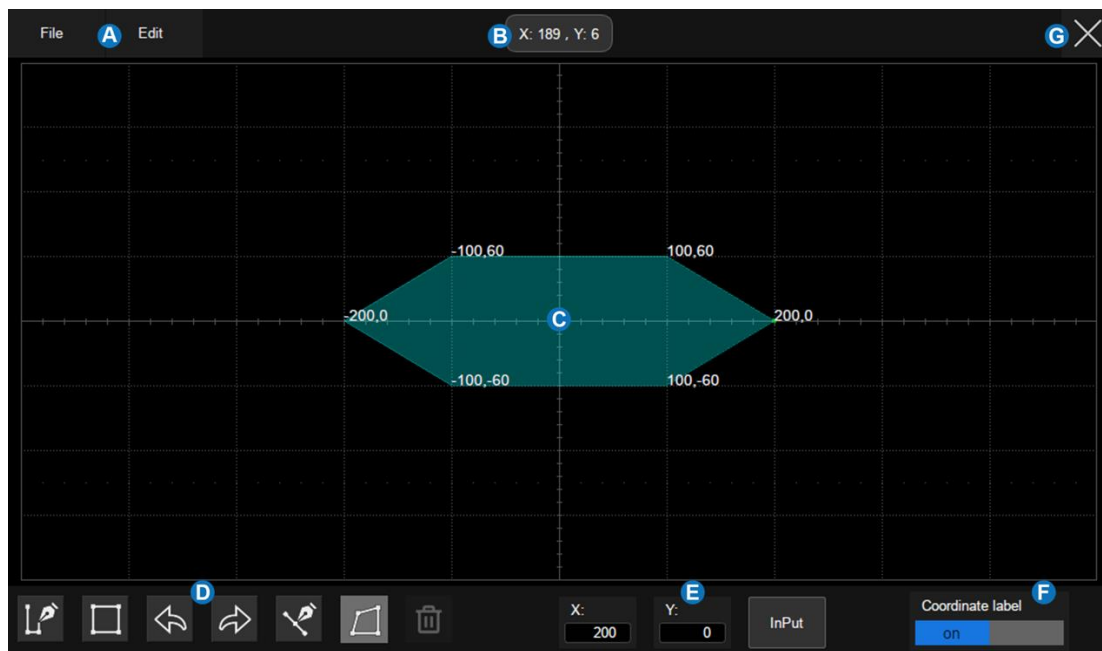 File A Edit
B X: 189 , Y: 6
G
-100,60 100,60
-200,0 C 200,0
-100,-60 100,-60
D E F
X: Y: Coordinate label
200 0 InPut on